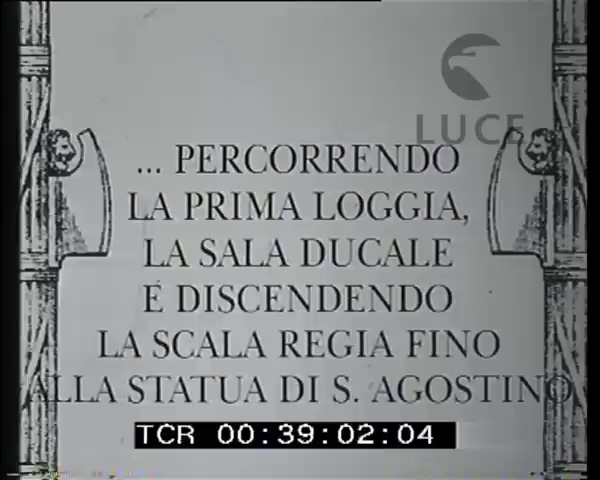 LUCE
... PERCORRENDO
LA PRIMA LOGGIA,
LA SALA DUCALE
E DISCENDENDO
LA SCALA REGIA FINO
ALLA STATUA DI S. AGOSTINO
TCR 00:39:02:04